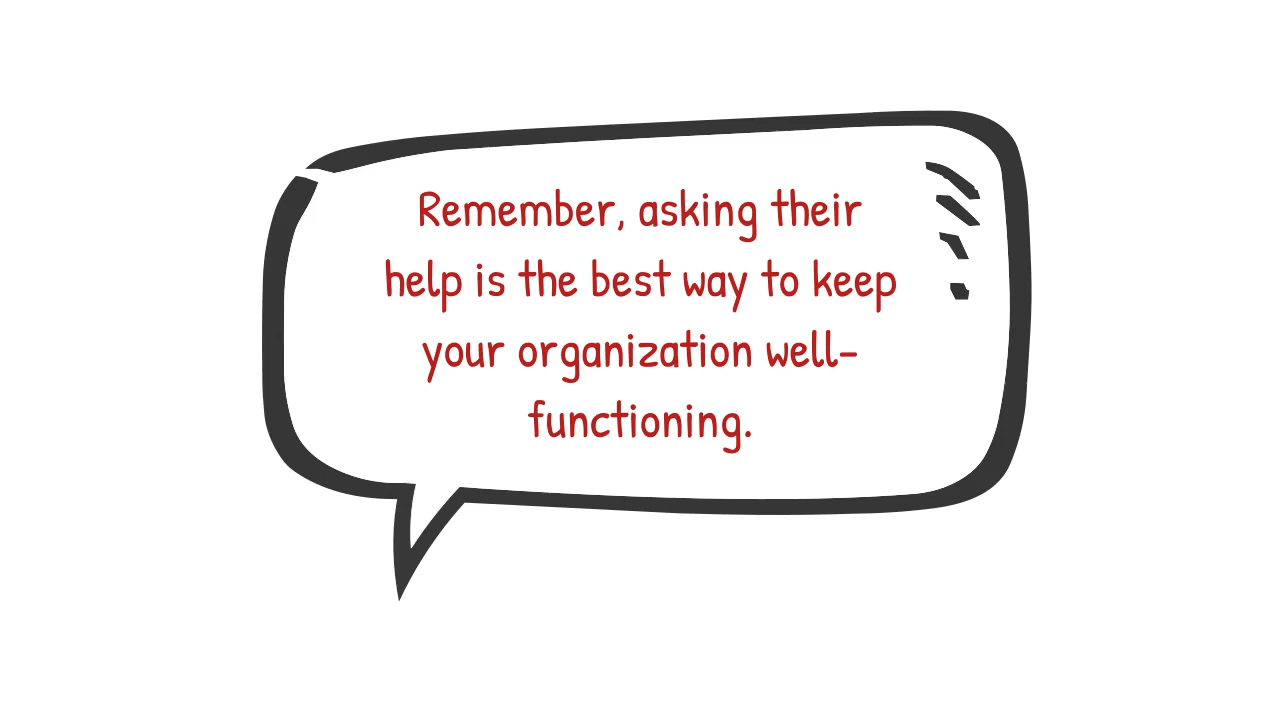 Remember, asking their
help is the best way to keep
your organization well-
functioning.